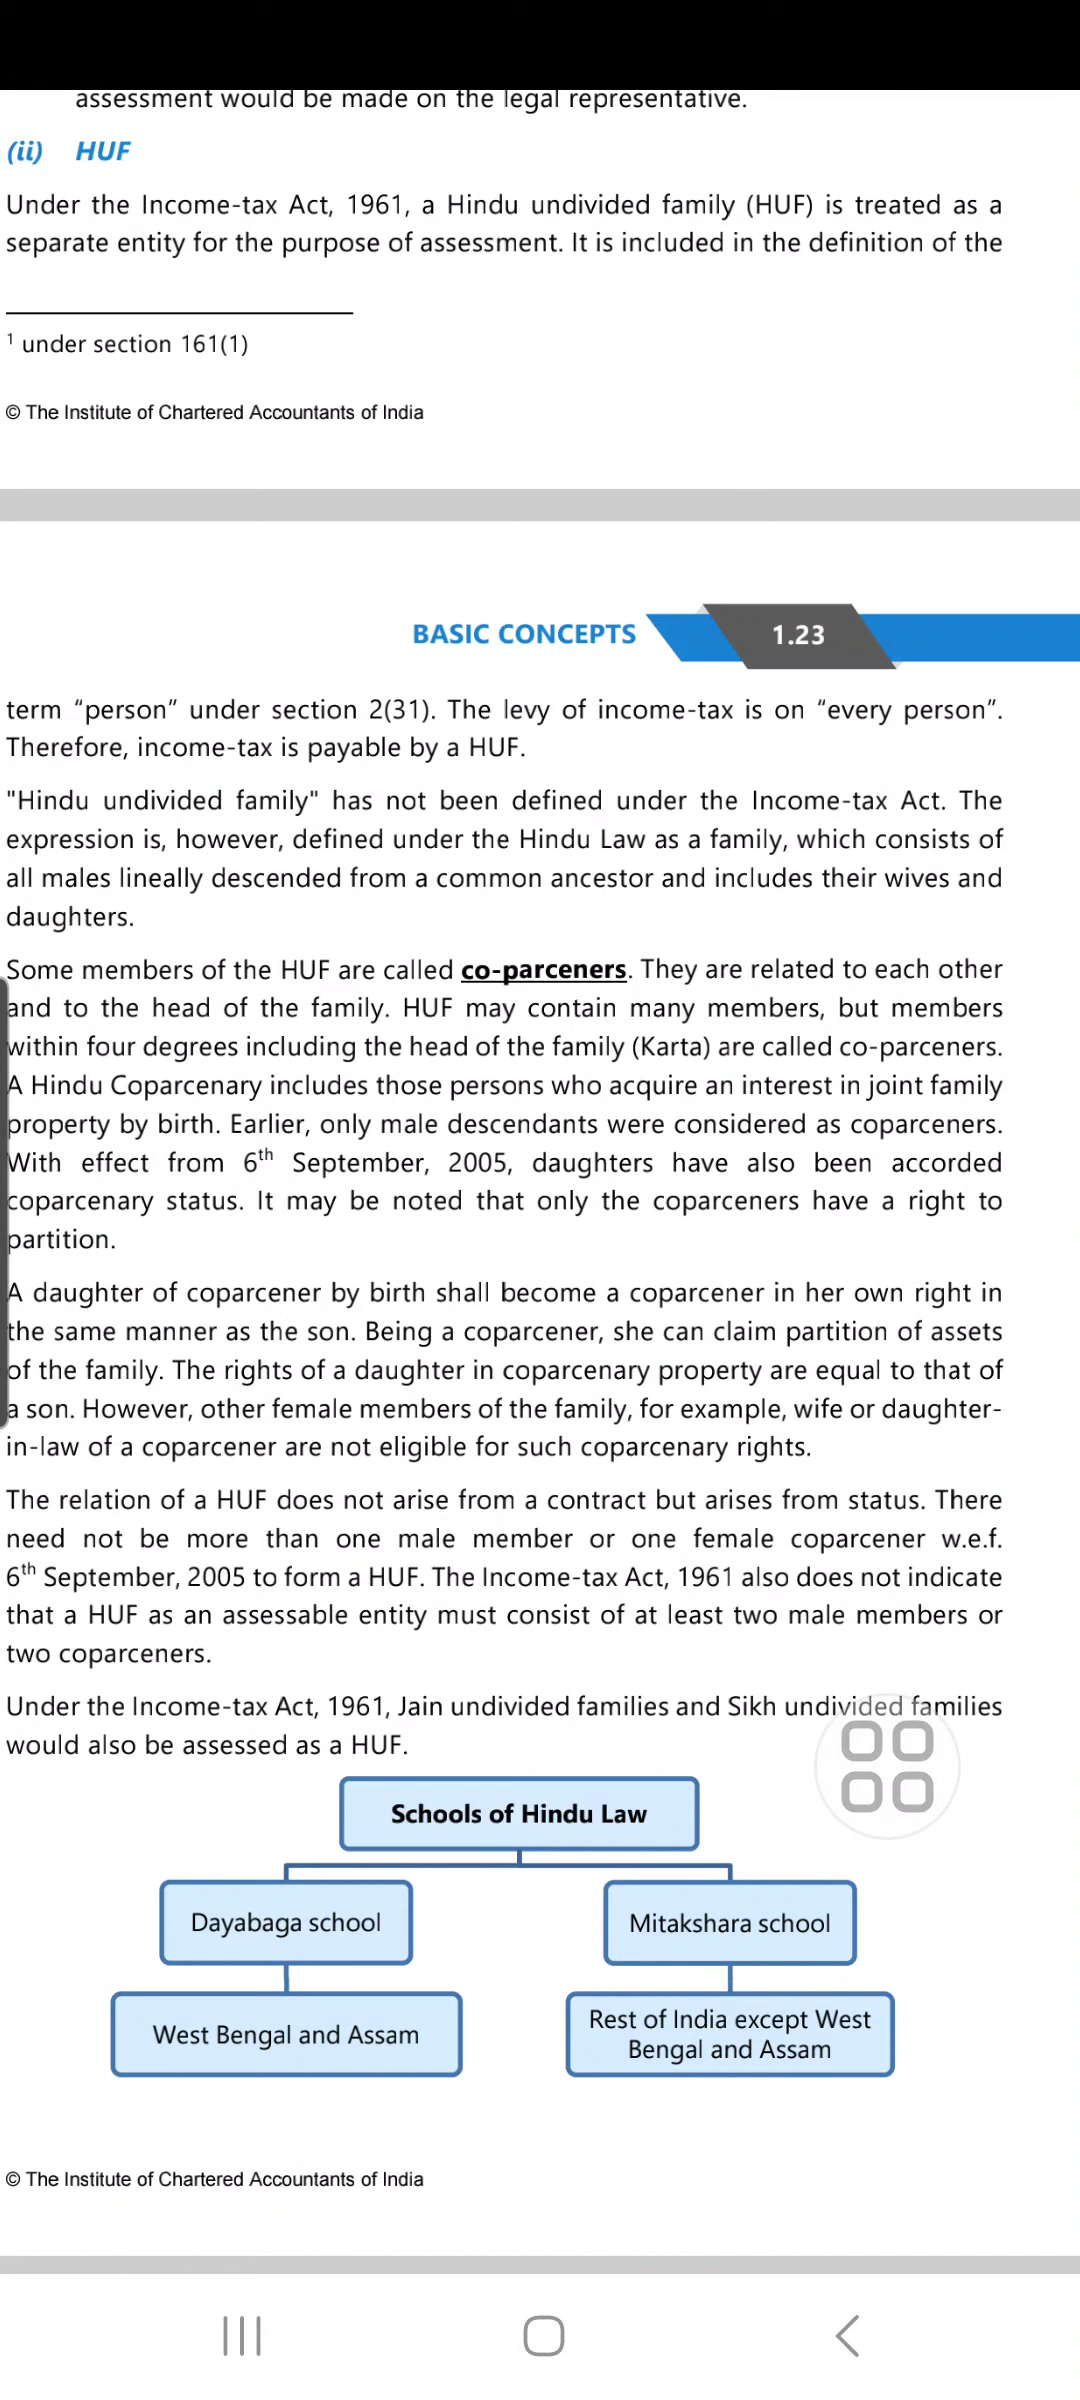 assessment would be made on the legal representative.
(ii) HUF
Under the Income-tax Act, 1961, a Hindu undivided family (HUF) is treated as a
separate entity for the purpose of assessment. It is included in the definition of the
1 under section 161(1)
© The Institute of Chartered Accountants of India
BASIC CONCEPTS 1.23
term “person” under section 2(31). The levy of income-tax is on “every person”.
Therefore, income-tax is payable by a HUF.
"Hindu undivided family" has not been defined under the Income-tax Act. The
expression is, however, defined under the Hindu Law as a family, which consists of
all males lineally descended from a common ancestor and includes their wives and
daughters.
Some members of the HUF are called co-parceners. They are related to each other
and to the head of the family. HUF may contain many members, but members
within four degrees including the head of the family (Karta) are called co-parceners.
A Hindu Coparcenary includes those persons who acquire an interest in joint family
property by birth. Earlier, only male descendants were considered as coparceners.
With effect from 6th September, 2005, daughters have also been accorded
coparcenary status. It may be noted that only the coparceners have a right to
partition.
A daughter of coparcener by birth shall become a coparcener in her own right in
the same manner as the son. Being a coparcener, she can claim partition of assets
of the family. The rights of a daughter in coparcenary property are equal to that of
a son. However, other female members of the family, for example, wife or daughter-
in-law of a coparcener are not eligible for such coparcenary rights.
The relation of a HUF does not arise from a contract but arises from status. There
need not be more than one male member or one female coparcener w.e.f.
6th September, 2005 to form a HUF. The Income-tax Act, 1961 also does not indicate
that a HUF as an assessable entity must consist of at least two male members or
two coparceners.
Under the Income-tax Act, 1961, Jain undivided families and Sikh undivided families
would also be assessed as a HUF.
Schools of Hindu Law
Dayabaga school
Mitakshara school
West Bengal and Assam
Rest of India except West
Bengal and Assam
© The Institute of Chartered Accountants of India